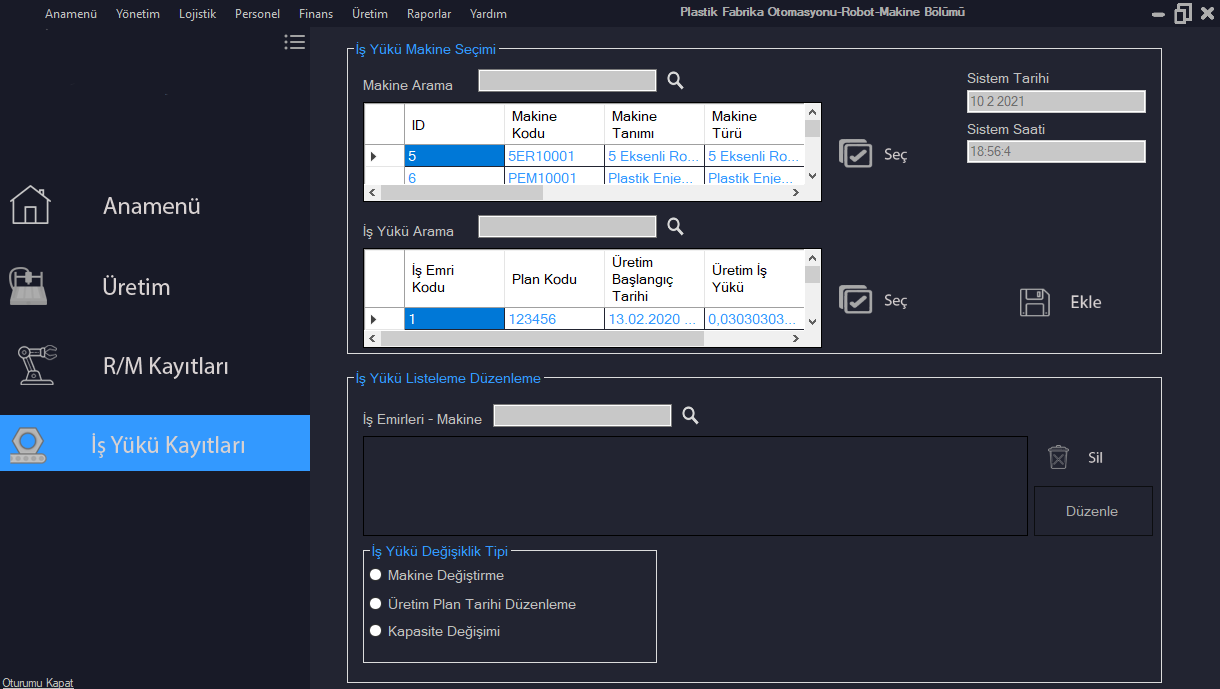 Anamenü Yönetim Lojistik Personel Finans Üretim Raporlar Yardım
Plastik Fabrika Otomasyonu-Robot-Makine Bölümü
Anamenü
Üretim
R/M Kayıtları
İş Yükü Kayıtları
Oturumu Kapat
İş Yükü Makine Seçimi
Makine Arama
ID Makine Kodu Makine Tanımı Makine Türü
5 5ER10001 5 Eksenli Ro... 5 Eksenli Ro...
6 PEM10001 Plastik Enje... Plastik Enje...
Seç
Sistem Tarihi
10 2 2021
Sistem Saati
18:56:4
İş Yükü Arama
İş Emri Kodu Plan Kodu Üretim Başlangıç Tarihi Üretim İş Yükü
1 123456 13.02.2020 ... 0,03030303...
Seç
Ekle
İş Yükü Listeleme Düzenleme
İş Emirleri - Makine
Sil
Düzenle
İş Yükü Değişiklik Tipi
Makine Değiştirme
Üretim Plan Tarihi Düzenleme
Kapasite Değişimi